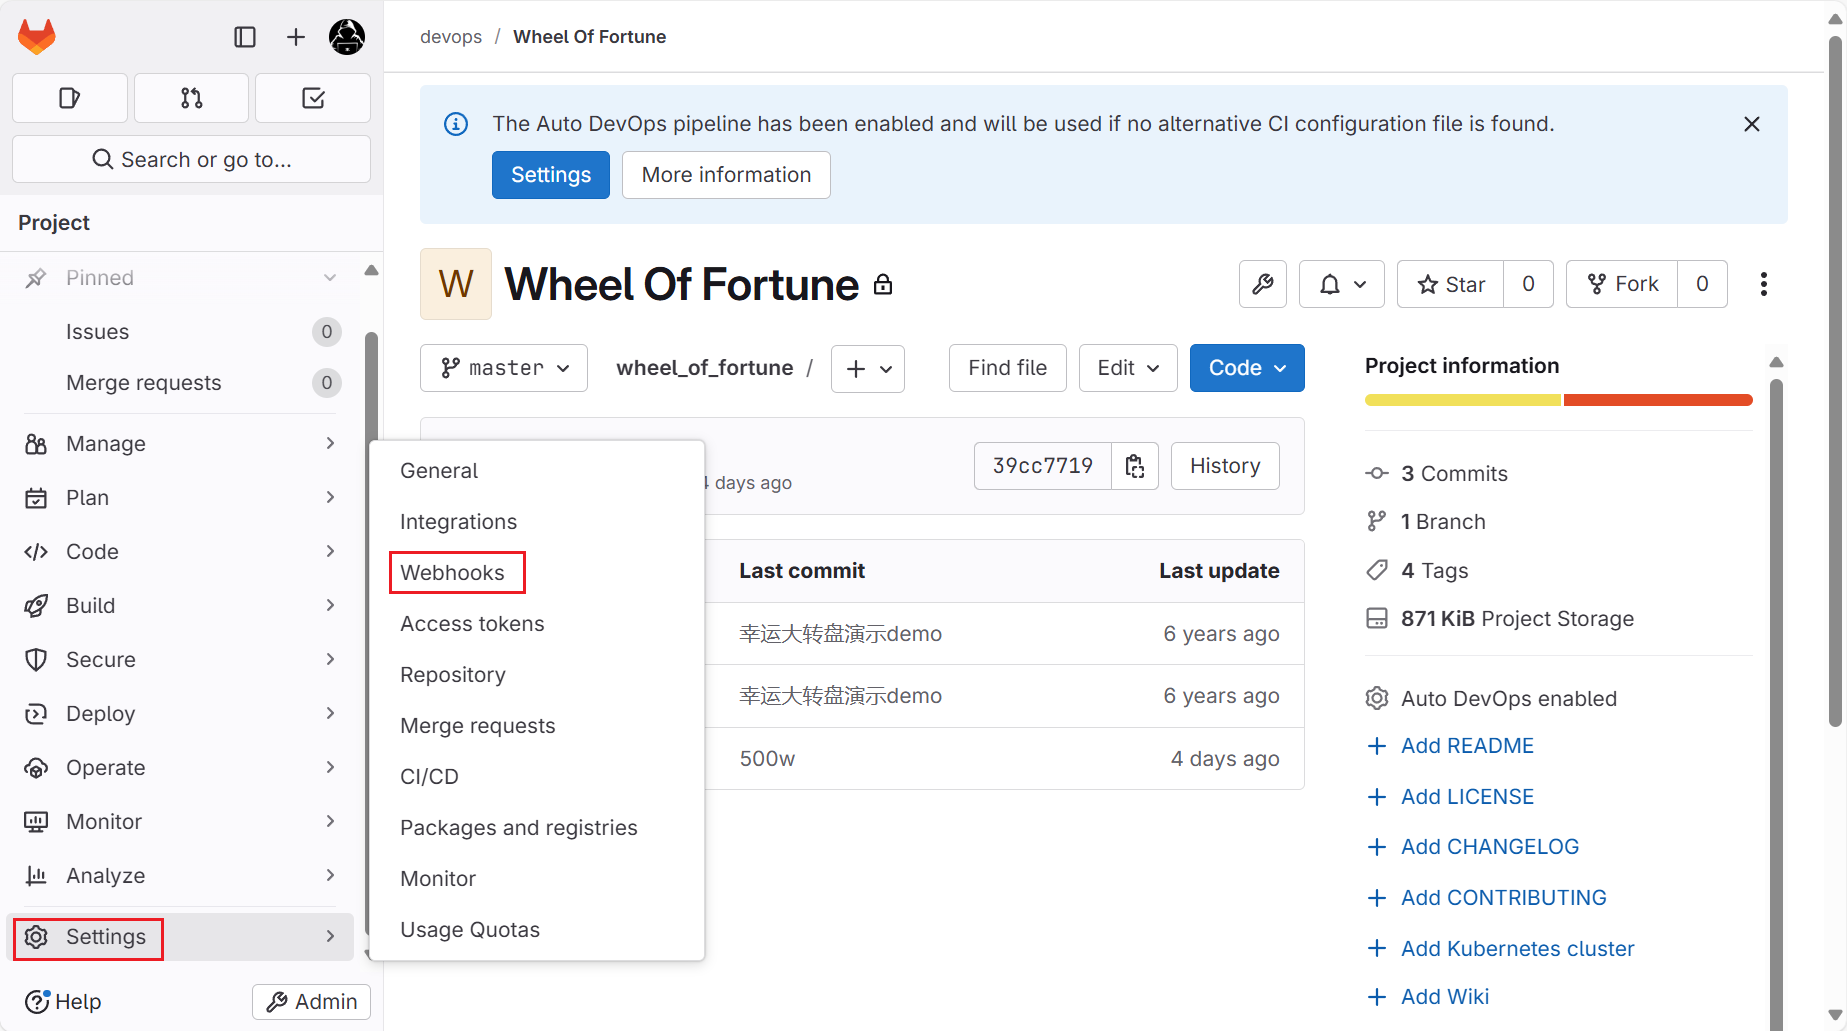 devops / Wheel Of Fortune
Search or go to...
The Auto DevOps pipeline has been enabled and will be used if no alternative CI configuration file is found.
Settings
More information
Project
Pinned
Issues 0
Merge requests 0
Manage
Plan
Code
Build
Secure
Deploy
Operate
Monitor
Analyze
Settings
Help
Admin
General
Integrations
Webhooks
Access tokens
Repository
Merge requests
CI/CD
Packages and registries
Monitor
Usage Quotas
W
Wheel Of Fortune
Star 0
Fork 0
master
wheel_of_fortune /
Find file
Edit
Code
days ago
39cc7719
History
Last commit Last update
幸运大转盘演示demo 6 years ago
幸运大转盘演示demo 6 years ago
500w 4 days ago
Project information
3 Commits
1 Branch
4 Tags
871 KiB Project Storage
Auto DevOps enabled
Add README
Add LICENSE
Add CHANGELOG
Add CONTRIBUTING
Add Kubernetes cluster
Add Wiki